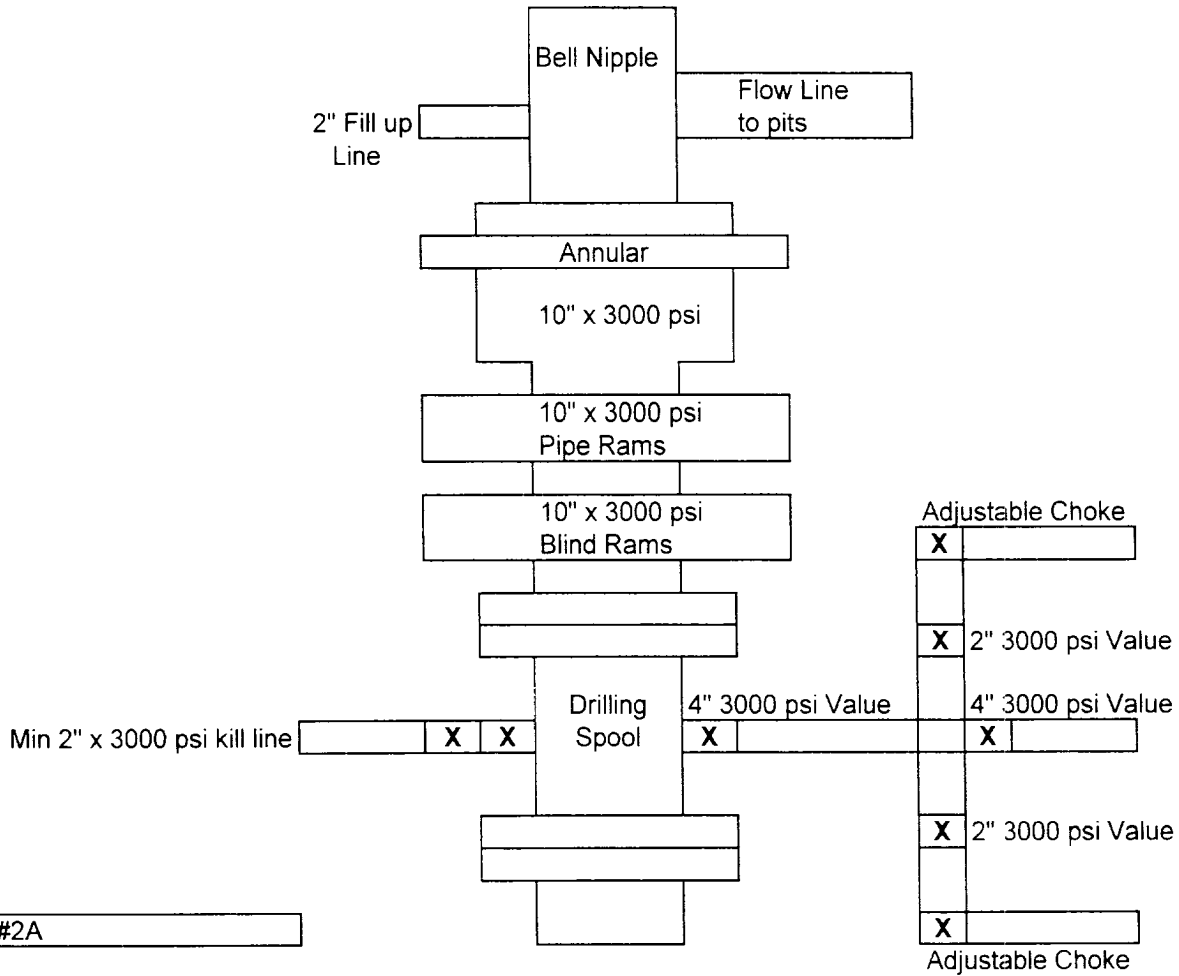 Bell Nipple
Flow Line
to pits
2" Fill up
Line
Annular
10" x 3000 psi
10" x 3000 psi
Pipe Rams
10" x 3000 psi
Blind Rams
Adjustable Choke
X
X 2" 3000 psi Value
Drilling
Spool
4" 3000 psi Value
4" 3000 psi Value
Min 2" x 3000 psi kill line
X X
X
X
X 2" 3000 psi Value
#2A
X
Adjustable Choke